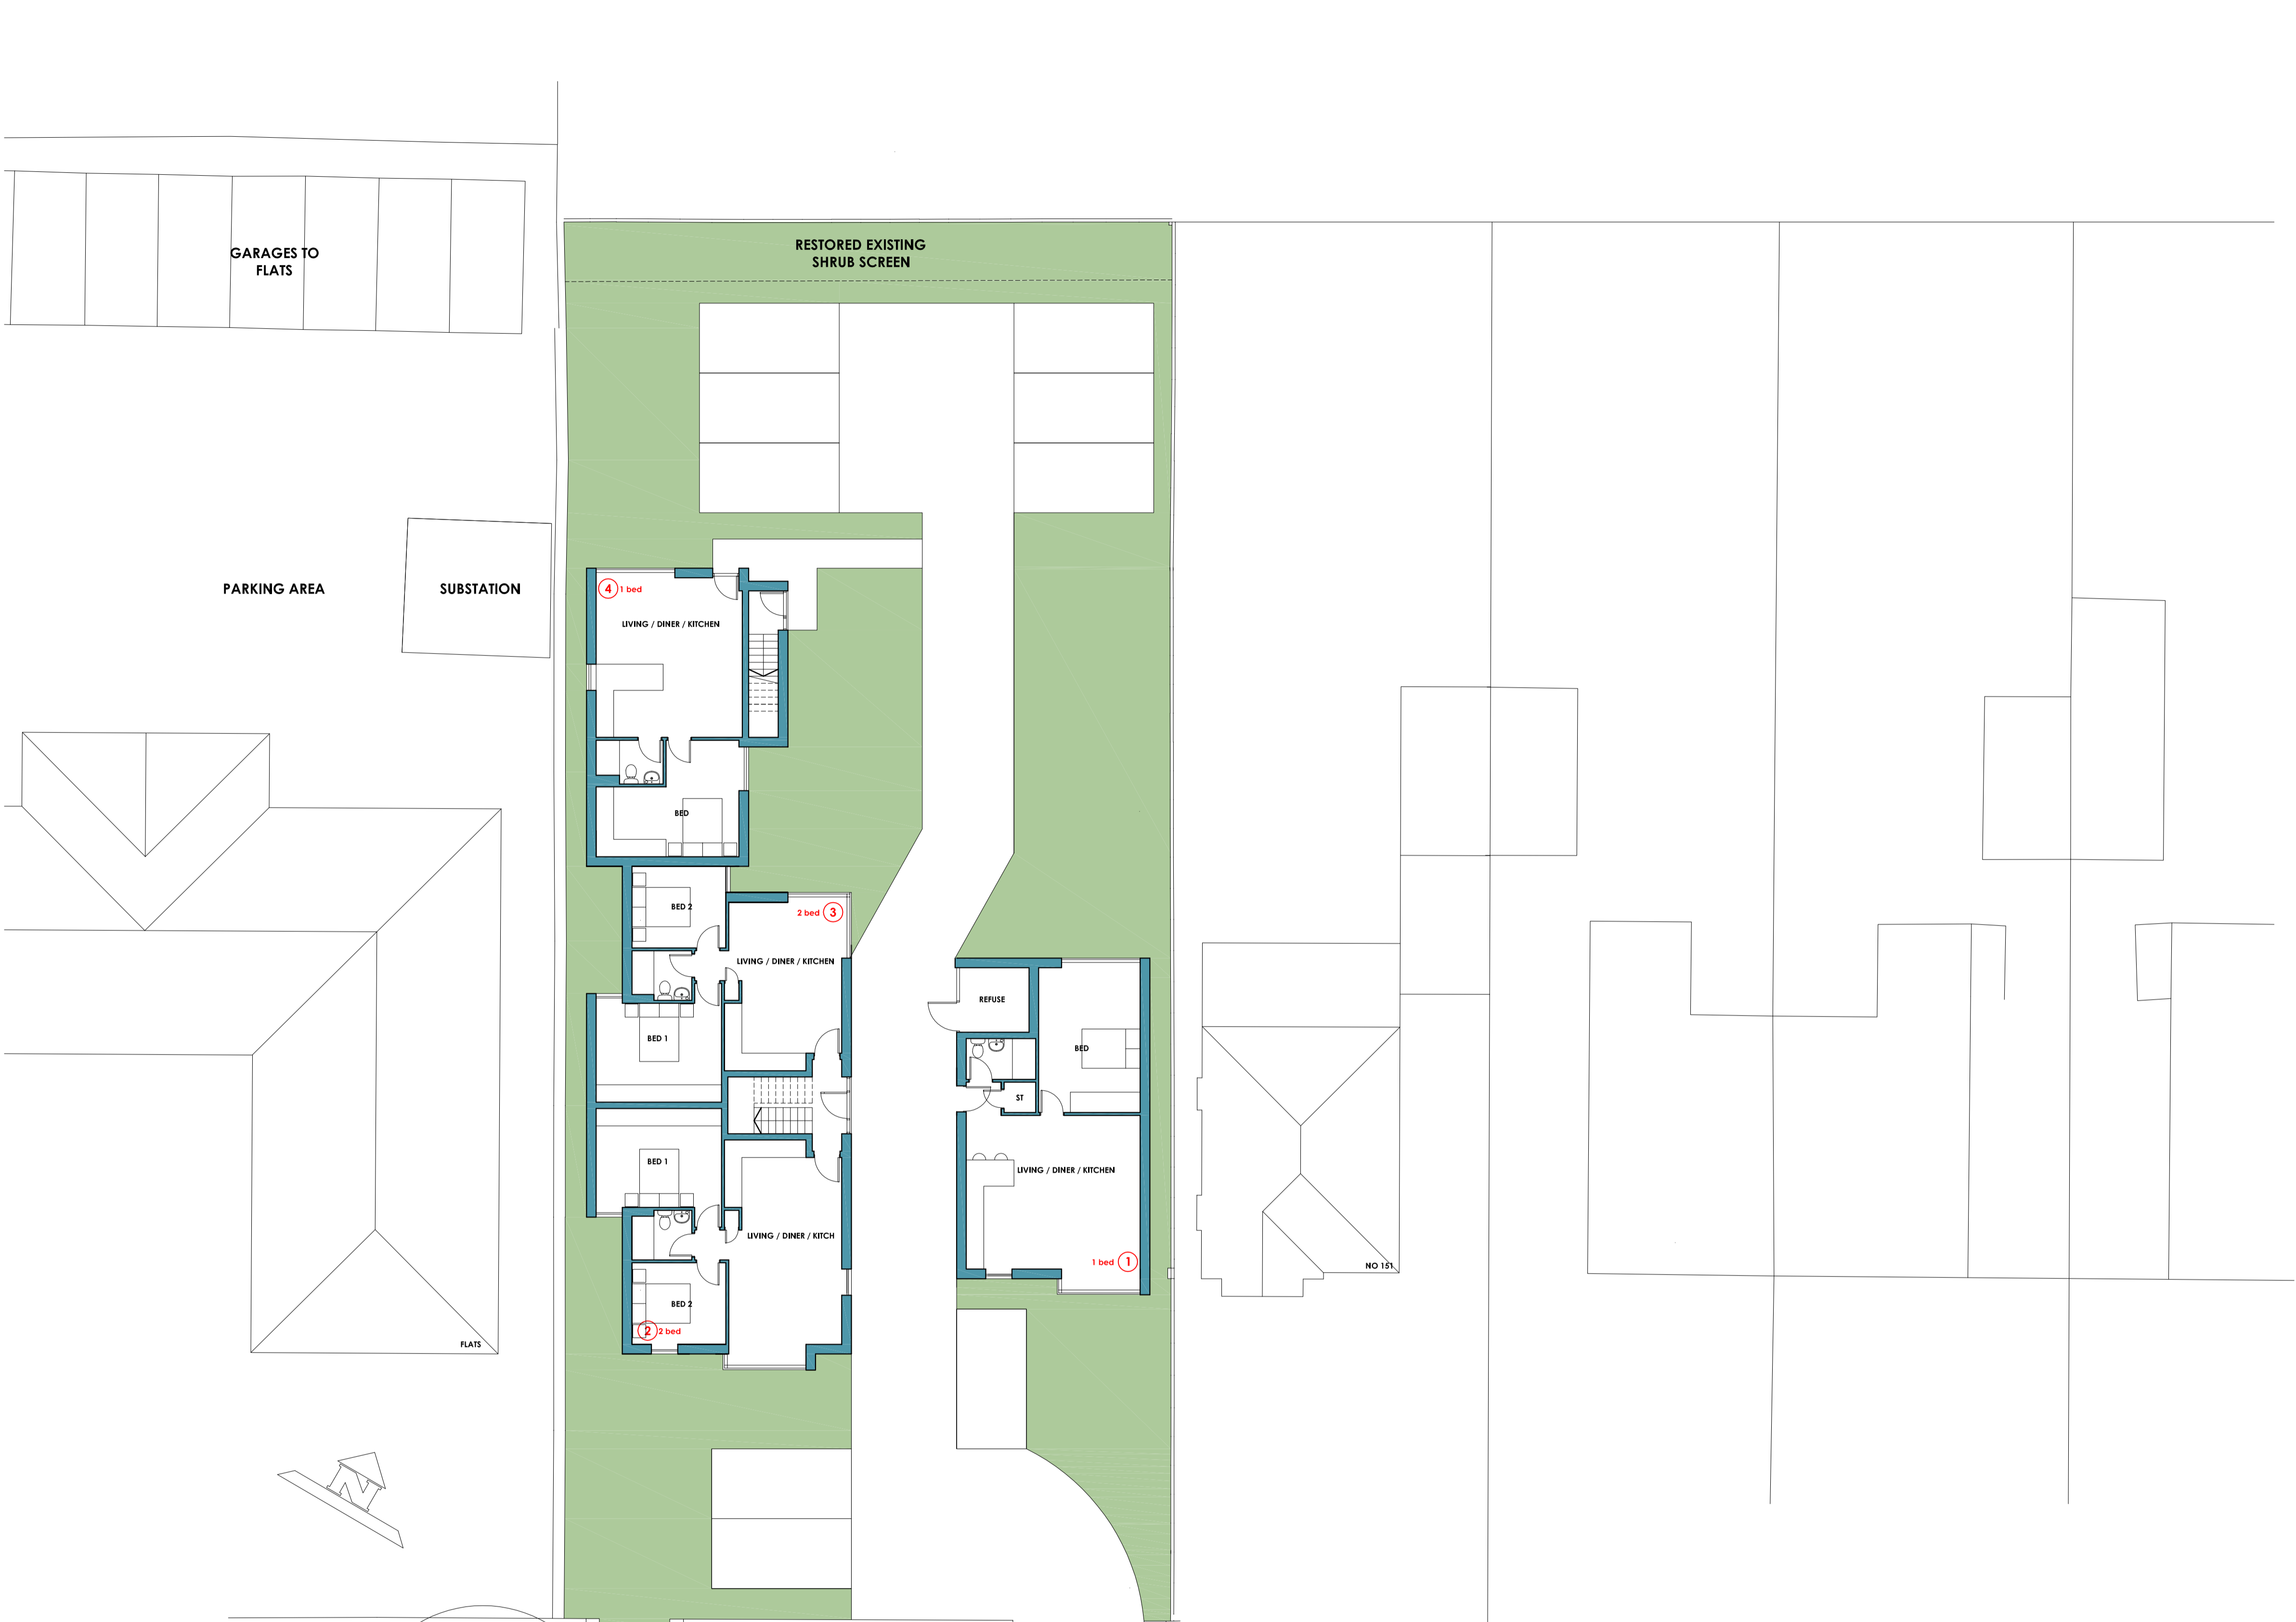 RESTORED EXISTING
SHRUB SCREEN
GARAGES TO
FLATS
PARKING AREA
SUBSTATION
4 1 bed
LIVING / DINER / KITCHEN
BED
BED 2
2 bed 3
LIVING / DINER / KITCHEN
BED 1
REFUSE
BED
ST
BED 1
LIVING / DINER / KITCHEN
LIVING / DINER / KITCH
1 bed 1
NO 151
BED 2
2 2 bed
FLATS
N